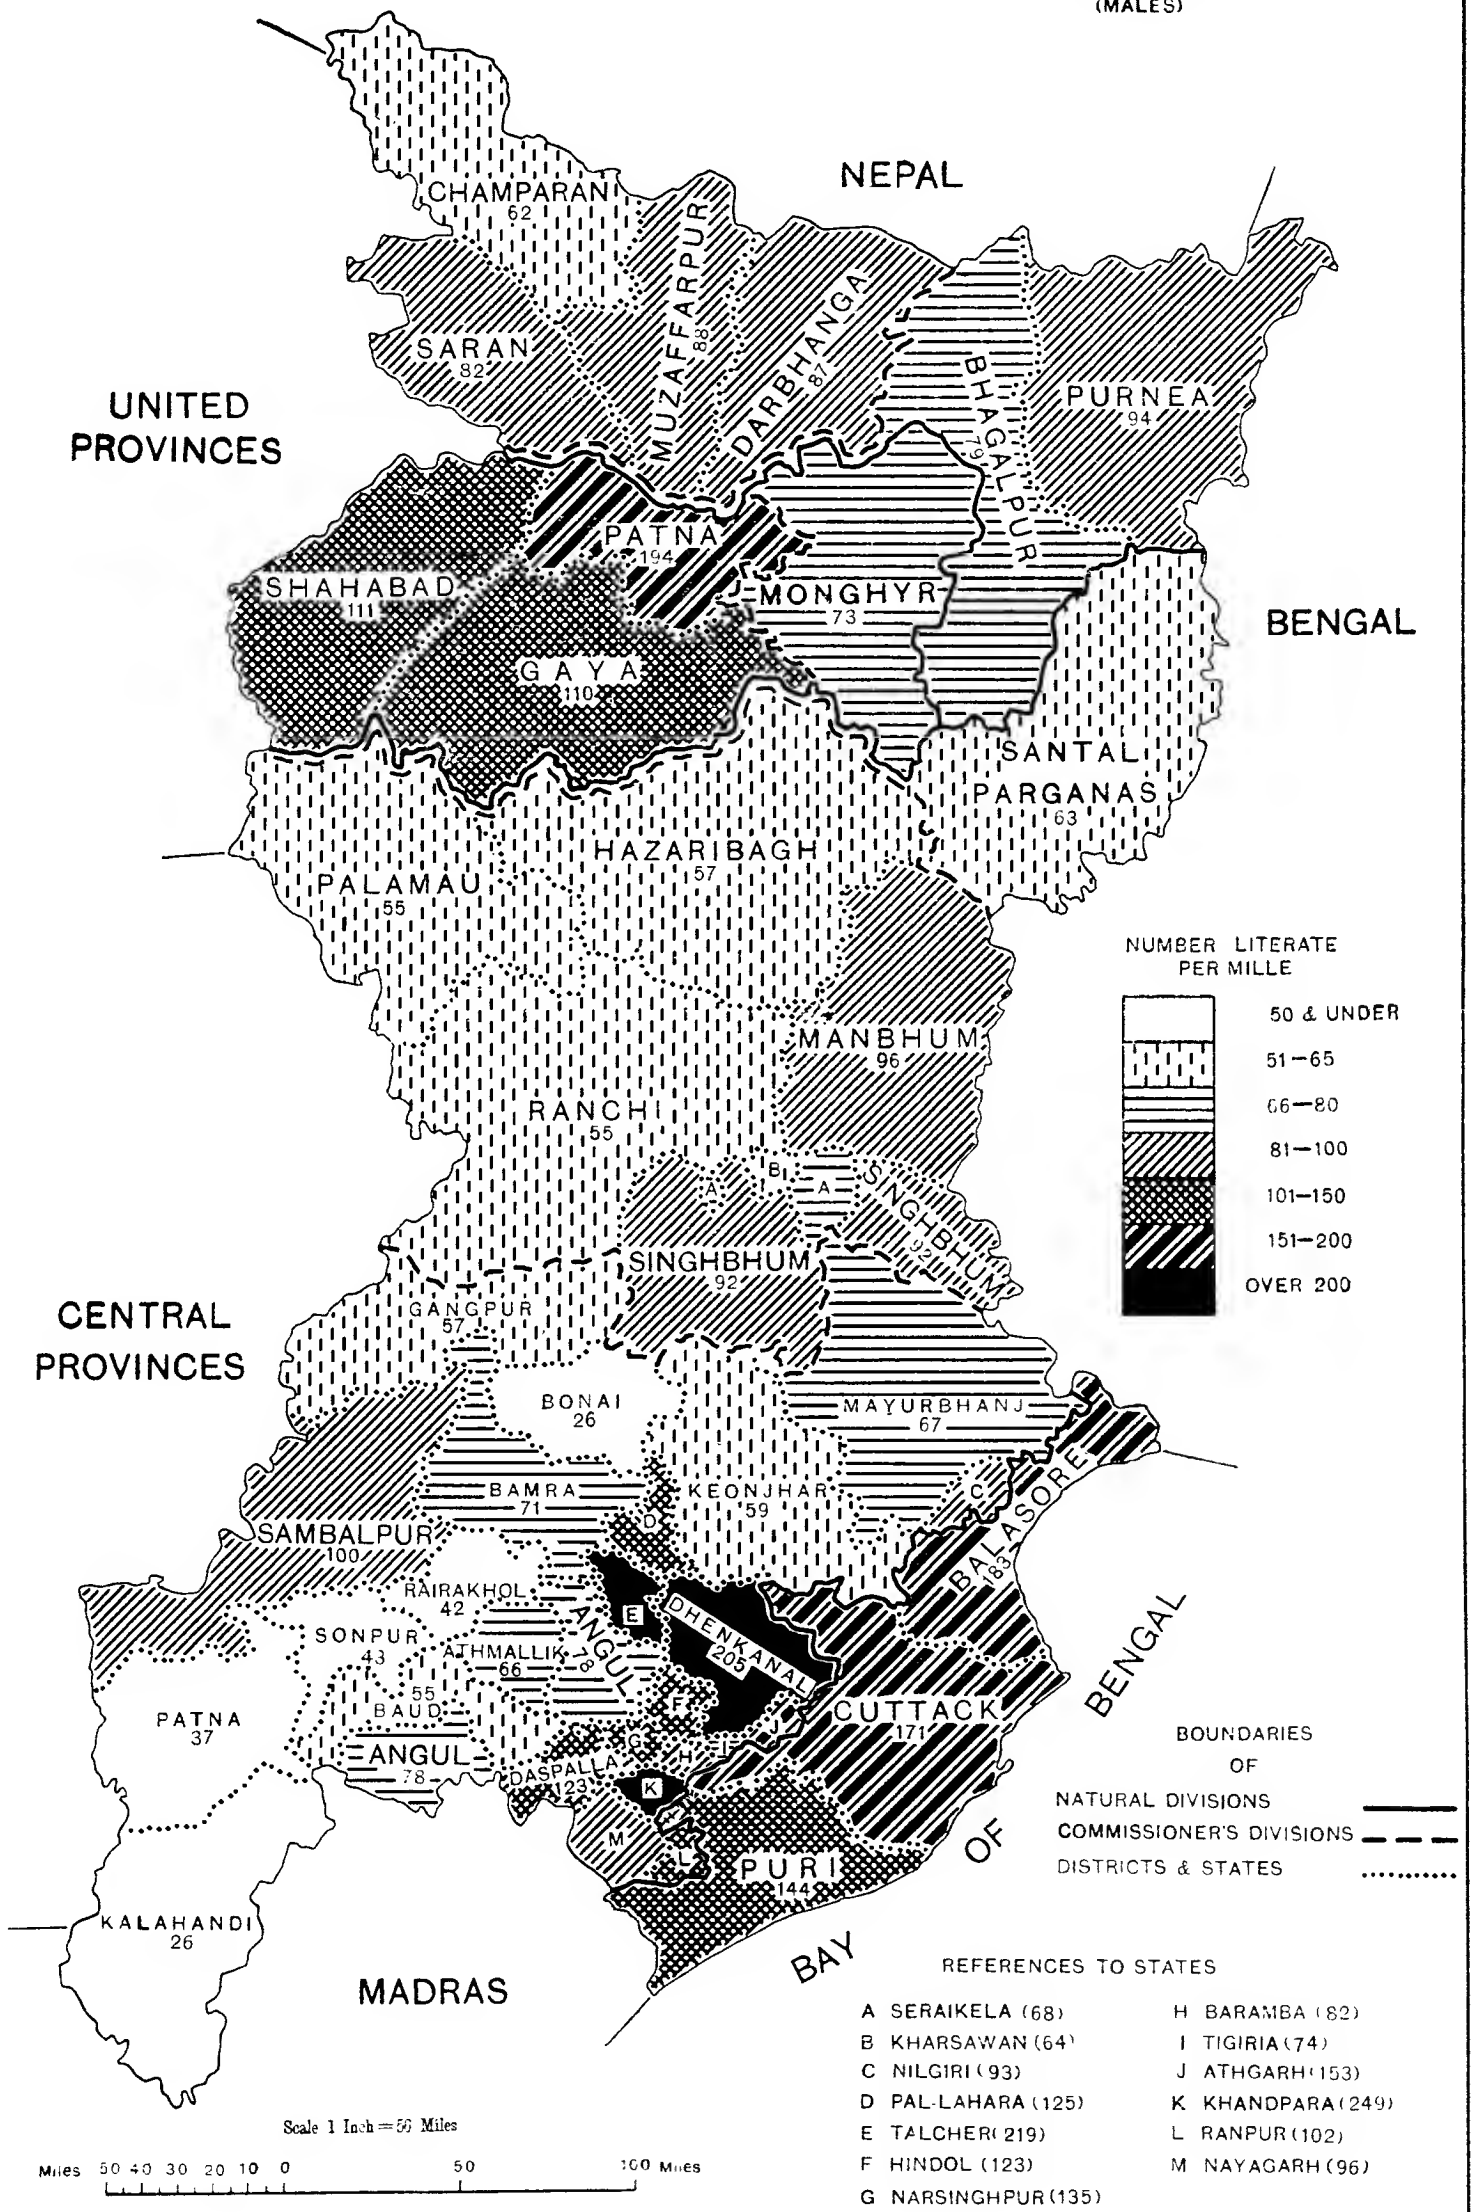 (MALES)
NEPAL
CHAMPARAN
62
MUZAFFARPUR
88
SARAN
82
DARBHANGA
87
BHAGALPUR
79
PURNEA
94
UNITED
PROVINCES
PATNA
194
SHAHABAD
111
MONGHYR
73
BENGAL
GAYA
110
SANTAL
PARGANAS
63
HAZARIBAGH
57
PALAMAU
55
NUMBER LITERATE
PER MILLE
50 & UNDER
51-65
66-80
81-100
101-150
151-200
OVER 200
MANBHUM
96
RANCHI
55
A
B
A
SINGHBHUM
92
SINGHBHUM
92
GANGPUR
57
CENTRAL
PROVINCES
BONAI
26
MAYURBHANJ
67
BAMRA
71
KEONJHAR
59
C
D
BALASORE
183
SAMBALPUR
100
RAIRAKHOL
42
E
DHENKANAL
205
ANGUL
78
SONPUR
43
ATHMALLIK
66
55
BAUD
F
CUTTACK
171
PATNA
37
J
G
H
I
ANGUL
78
DASPALLA
123
K
M
L
PURI
144
BAY
OF
BENGAL
BOUNDARIES
OF
NATURAL DIVISIONS
COMMISSIONER'S DIVISIONS
DISTRICTS & STATES
KALAHANDI
26
MADRAS
REFERENCES TO STATES
A SERAIKELA (68)
B KHARSAWAN (64)
C NILGIRI (93)
D PAL-LAHARA (125)
E TALCHER (219)
F HINDOL (123)
G NARSINGHPUR (135)
H BARAMBA (82)
I TIGIRIA (74)
J ATHGARH (153)
K KHANDPARA (249)
L RANPUR (102)
M NAYAGARH (96)
Scale 1 Inch = 56 Miles
Miles 50 40 30 20 10 0 50 100 Miles